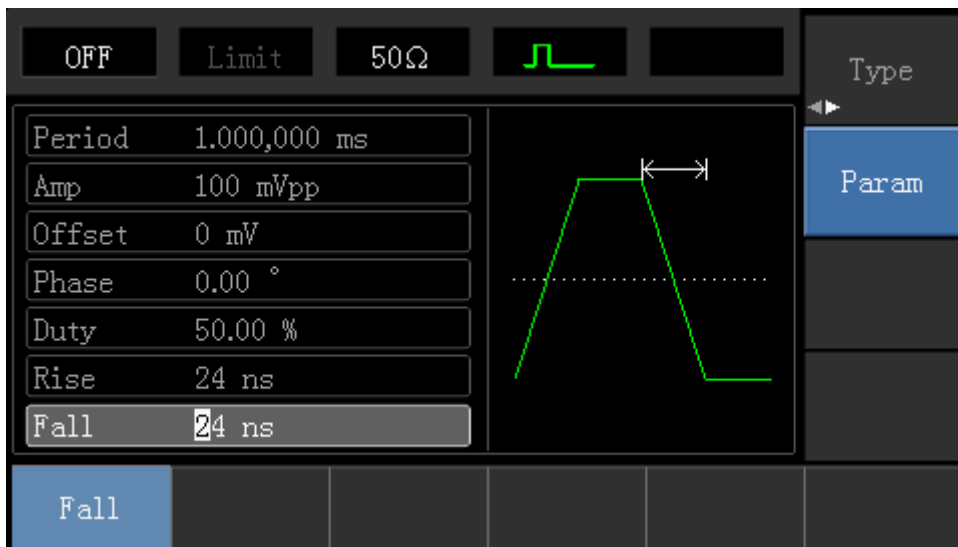 OFF Limit 50Ω
Type
Period 1.000,000 ms
Amp 100 mVpp
Param
Offset 0 mV
Phase 0.00 °
Duty 50.00 %
Rise 24 ns
Fall 24 ns
Fall